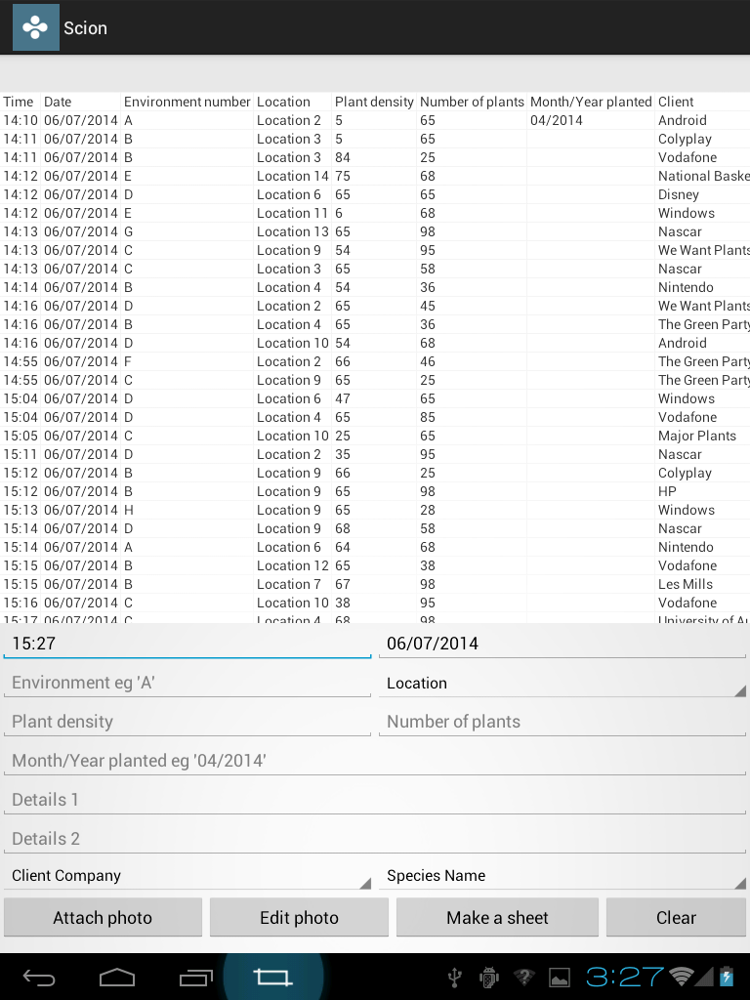 Scion
Time Date Environment number Location Plant density Number of plants Month/Year planted Client
14:10 06/07/2014 A Location 2 5 65 04/2014 Android
14:11 06/07/2014 B Location 3 5 65 Colyplay
14:11 06/07/2014 B Location 3 84 25 Vodafone
14:12 06/07/2014 E Location 14 75 68 National Baske
14:12 06/07/2014 D Location 6 65 65 Disney
14:12 06/07/2014 E Location 11 6 68 Windows
14:13 06/07/2014 G Location 13 65 98 Nascar
14:13 06/07/2014 C Location 9 54 95 We Want Plants
14:13 06/07/2014 C Location 3 65 58 Nascar
14:14 06/07/2014 B Location 4 54 36 Nintendo
14:16 06/07/2014 D Location 2 65 45 We Want Plants
14:16 06/07/2014 B Location 4 65 36 The Green Party
14:16 06/07/2014 D Location 10 54 68 Android
14:55 06/07/2014 F Location 2 66 46 The Green Party
14:55 06/07/2014 C Location 9 65 25 The Green Party
15:04 06/07/2014 D Location 6 47 65 Windows
15:04 06/07/2014 D Location 4 65 85 Vodafone
15:05 06/07/2014 C Location 10 25 65 Major Plants
15:11 06/07/2014 D Location 2 35 95 Nascar
15:12 06/07/2014 B Location 9 66 25 Colyplay
15:12 06/07/2014 B Location 9 65 98 HP
15:13 06/07/2014 H Location 9 65 28 Windows
15:14 06/07/2014 D Location 9 68 58 Nascar
15:14 06/07/2014 A Location 6 64 68 Nintendo
15:15 06/07/2014 B Location 12 65 38 Vodafone
15:15 06/07/2014 B Location 7 67 98 Les Mills
15:16 06/07/2014 C Location 10 38 95 Vodafone
15:17 06/07/2014 C Location 4 68 98 University of Au
15:27 06/07/2014
Environment eg 'A' Location
Plant density Number of plants
Month/Year planted eg '04/2014'
Details 1
Details 2
Client Company Species Name
Attach photo Edit photo Make a sheet Clear
3:27